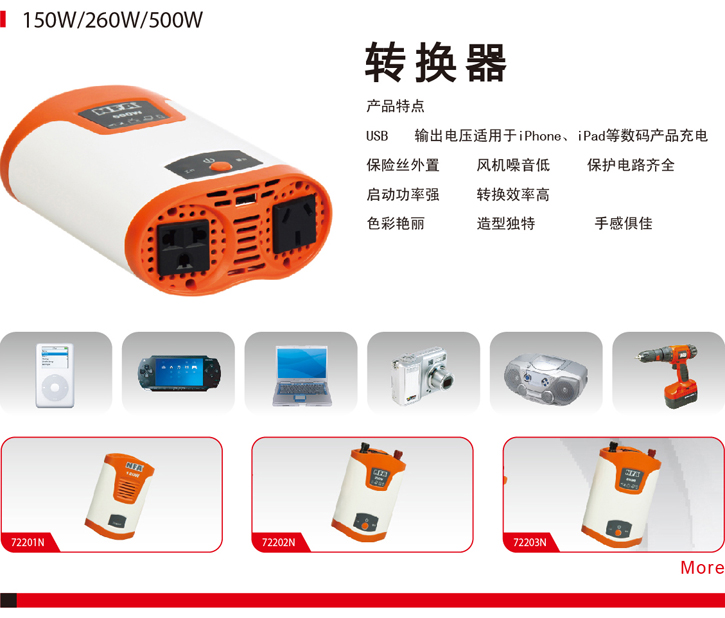 150W/260W/500W
转换器
产品特点
USB 输出电压适用于iPhone、iPad等数码产品充电
保险丝外置 风机噪音低 保护电路齐全
启动功率强 转换效率高
色彩艳丽 造型独特 手感俱佳
500W
72201N
72202N
72203N
More